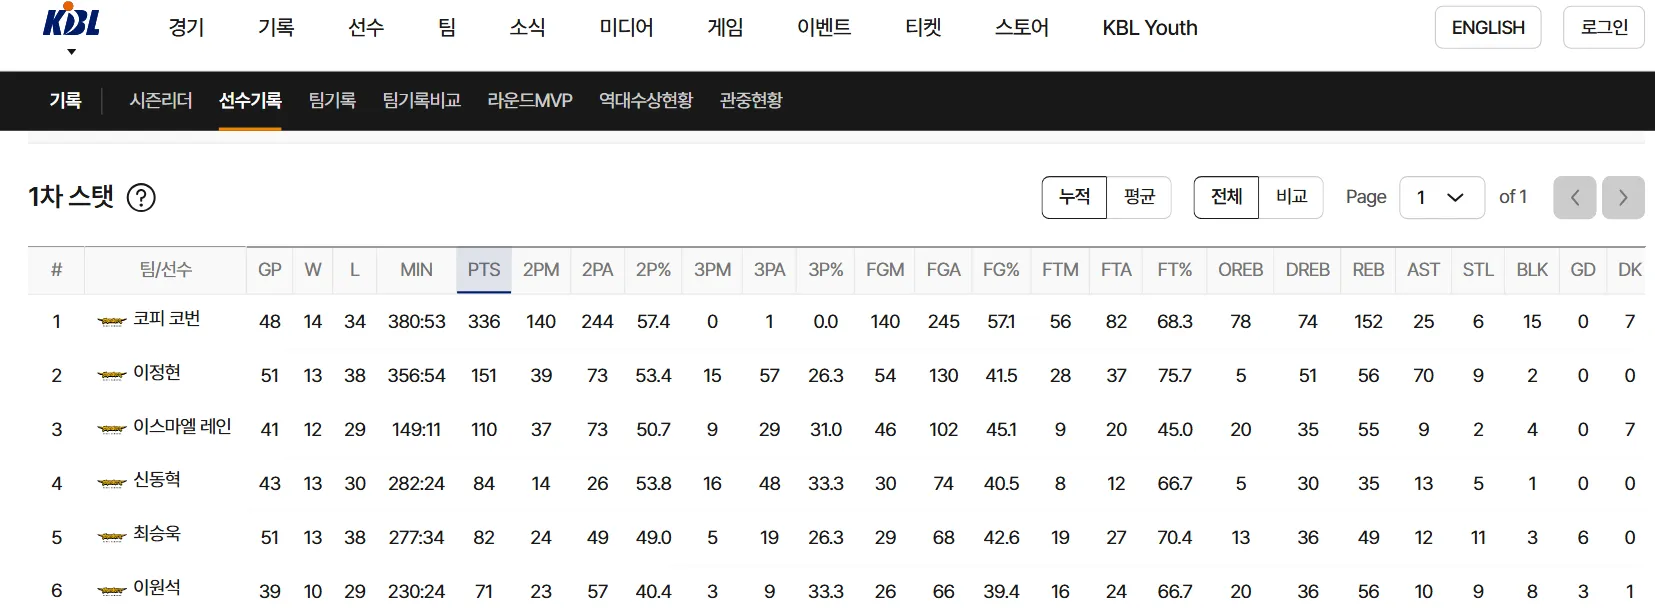 KBL 경기 기록 선수 팀 소식 미디어 게임 이벤트 티켓 스토어 KBL Youth ENGLISH 로그인
기록 시즌리더 선수기록 팀기록 팀기록비교 라운드MVP 역대수상현황 관중현황
1차 스탯 ? 누적 평균 전체 비교 Page 1 of 1
# 팀/선수 GP W L MIN PTS 2PM 2PA 2P% 3PM 3PA 3P% FGM FGA FG% FTM FTA FT% OREB DREB REB AST STL BLK GD DK
1 코피 코번 48 14 34 380:53 336 140 244 57.4 0 1 0.0 140 245 57.1 56 82 68.3 78 74 152 25 6 15 0 7
2 이정현 51 13 38 356:54 151 39 73 53.4 15 57 26.3 54 130 41.5 28 37 75.7 5 51 56 70 9 2 0 0
3 이스마엘 레인 41 12 29 149:11 110 37 73 50.7 9 29 31.0 46 102 45.1 9 20 45.0 20 35 55 9 2 4 0 7
4 신동혁 43 13 30 282:24 84 14 26 53.8 16 48 33.3 30 74 40.5 8 12 66.7 5 30 35 13 5 1 0 0
5 최승욱 51 13 38 277:34 82 24 49 49.0 5 19 26.3 29 68 42.6 19 27 70.4 13 36 49 12 11 3 6 0
6 이원석 39 10 29 230:24 71 23 57 40.4 3 9 33.3 26 66 39.4 16 24 66.7 20 36 56 10 9 8 3 1